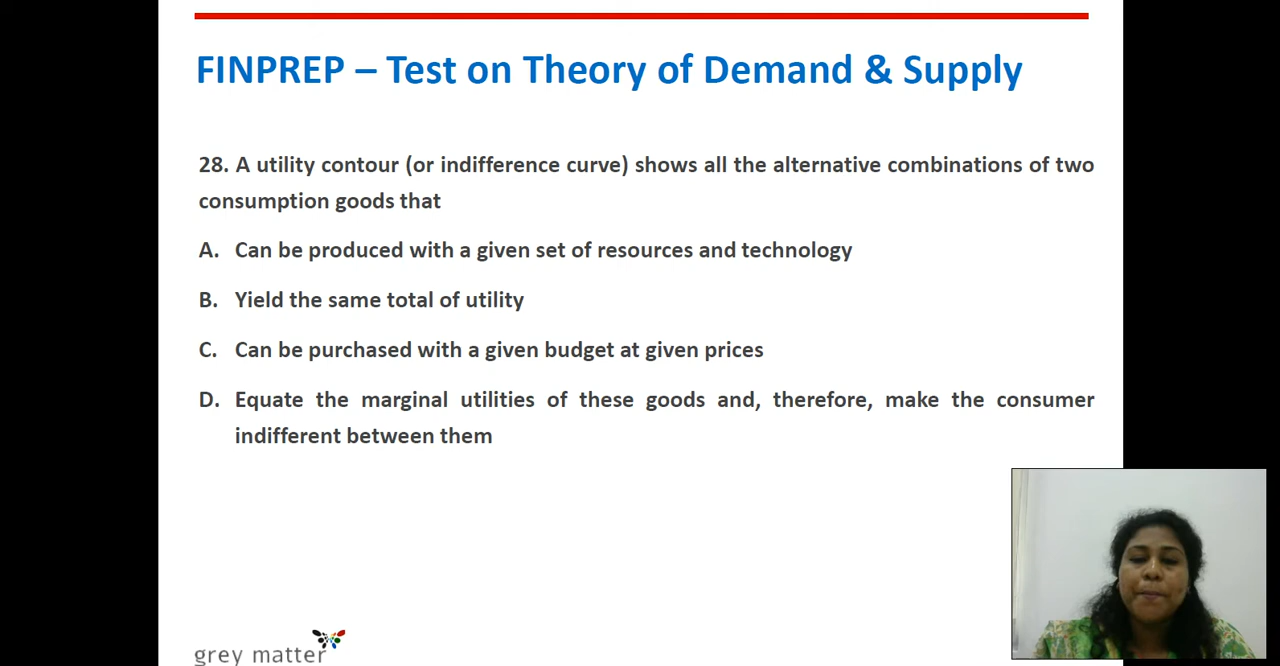 FINPREP – Test on Theory of Demand & Supply
28. A utility contour (or indifference curve) shows all the alternative combinations of two
consumption goods that
A. Can be produced with a given set of resources and technology
B. Yield the same total of utility
C. Can be purchased with a given budget at given prices
D. Equate the marginal utilities of these goods and, therefore, make the consumer
indifferent between them
grey matter